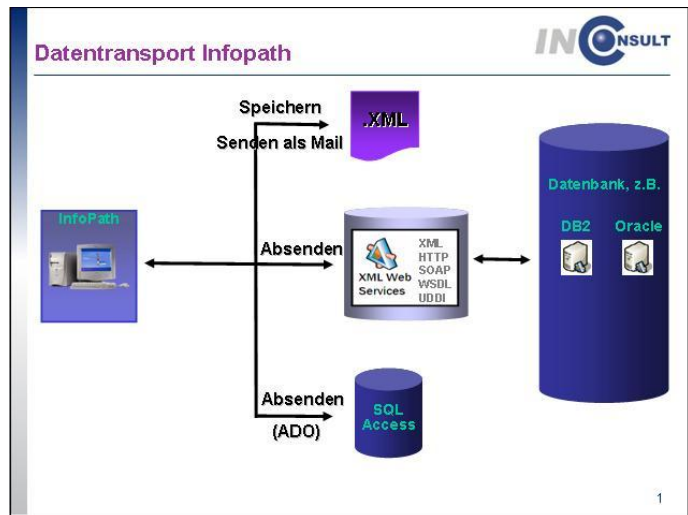 Datentransport Infopath
INCONSULT
Speichern
.XML
Senden als Mail
InfoPath
Absenden
XML Web
Services
XML
HTTP
SOAP
WSDL
UDDI
Datenbank, z.B.
DB2 Oracle
Absenden
(ADO)
SQL
Access
1